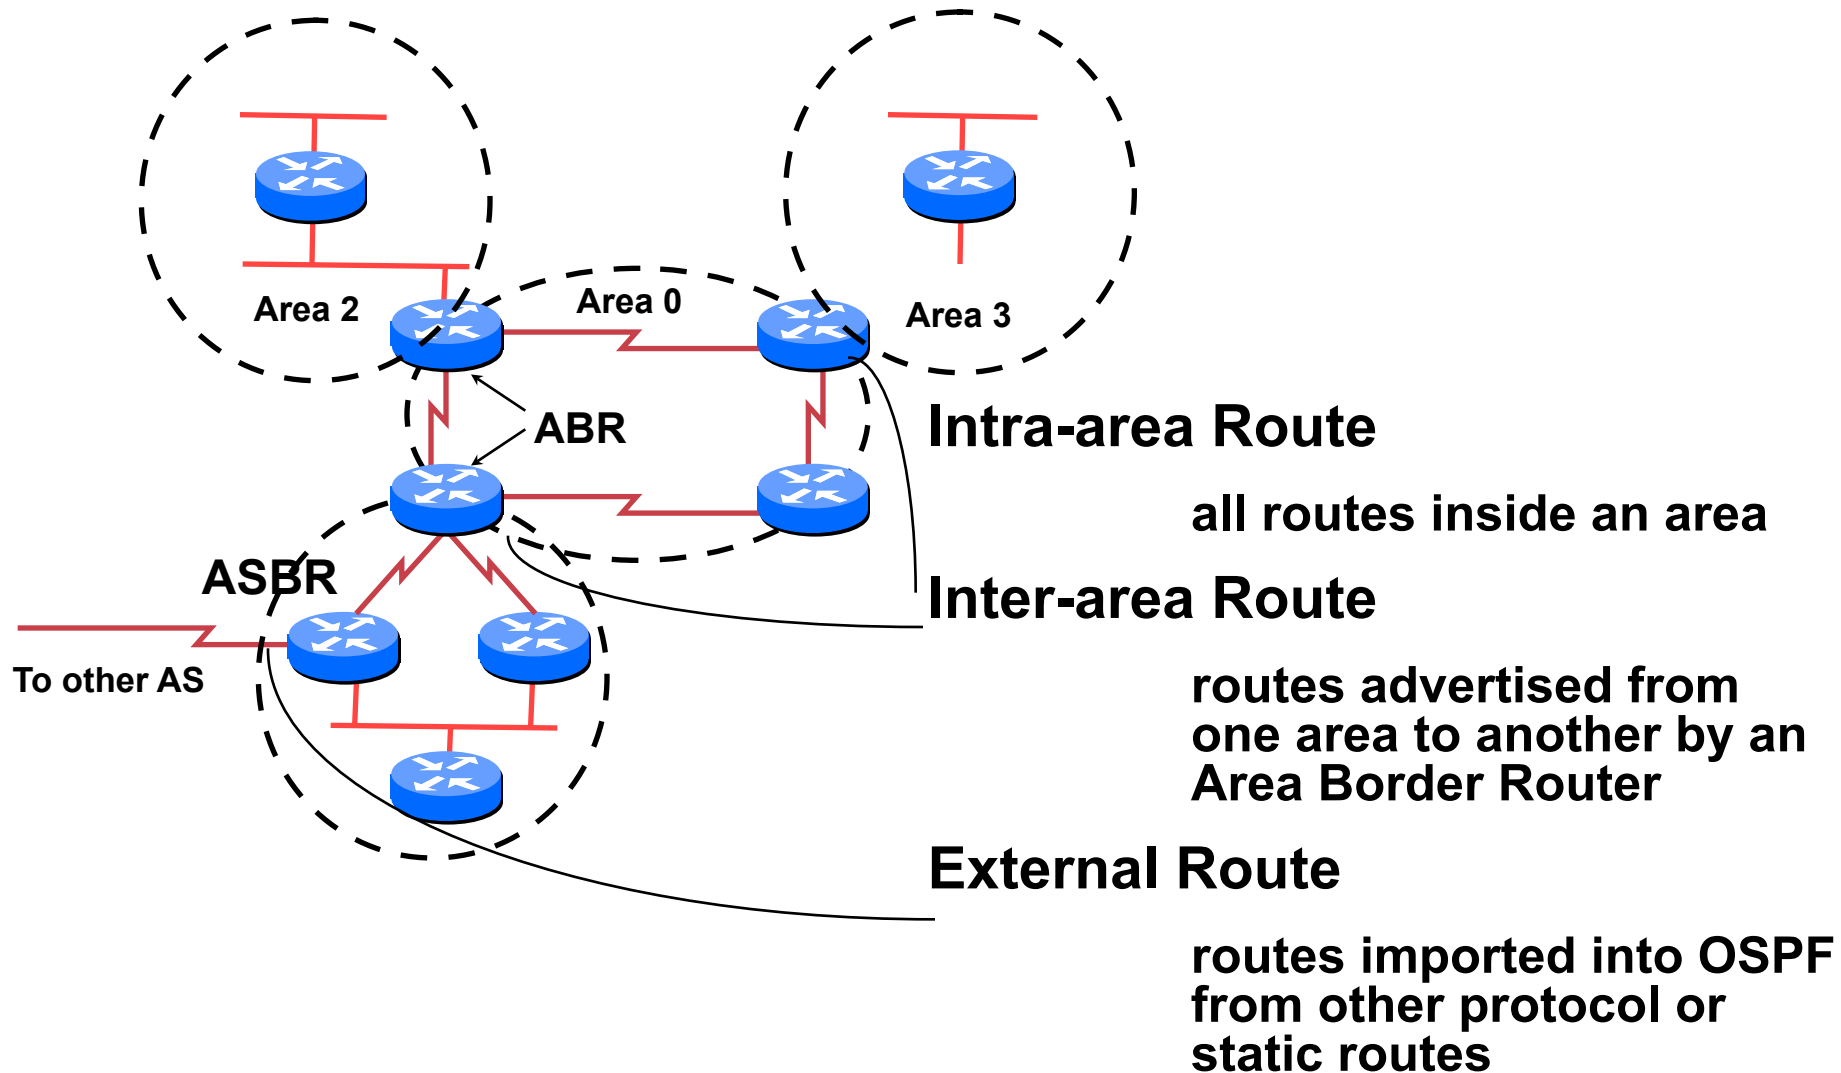 Area 2
Area 0
Area 3
ABR
Intra-area Route
all routes inside an area
ASBR
Inter-area Route
To other AS
routes advertised from
one area to another by an
Area Border Router
External Route
routes imported into OSPF
from other protocol or
static routes